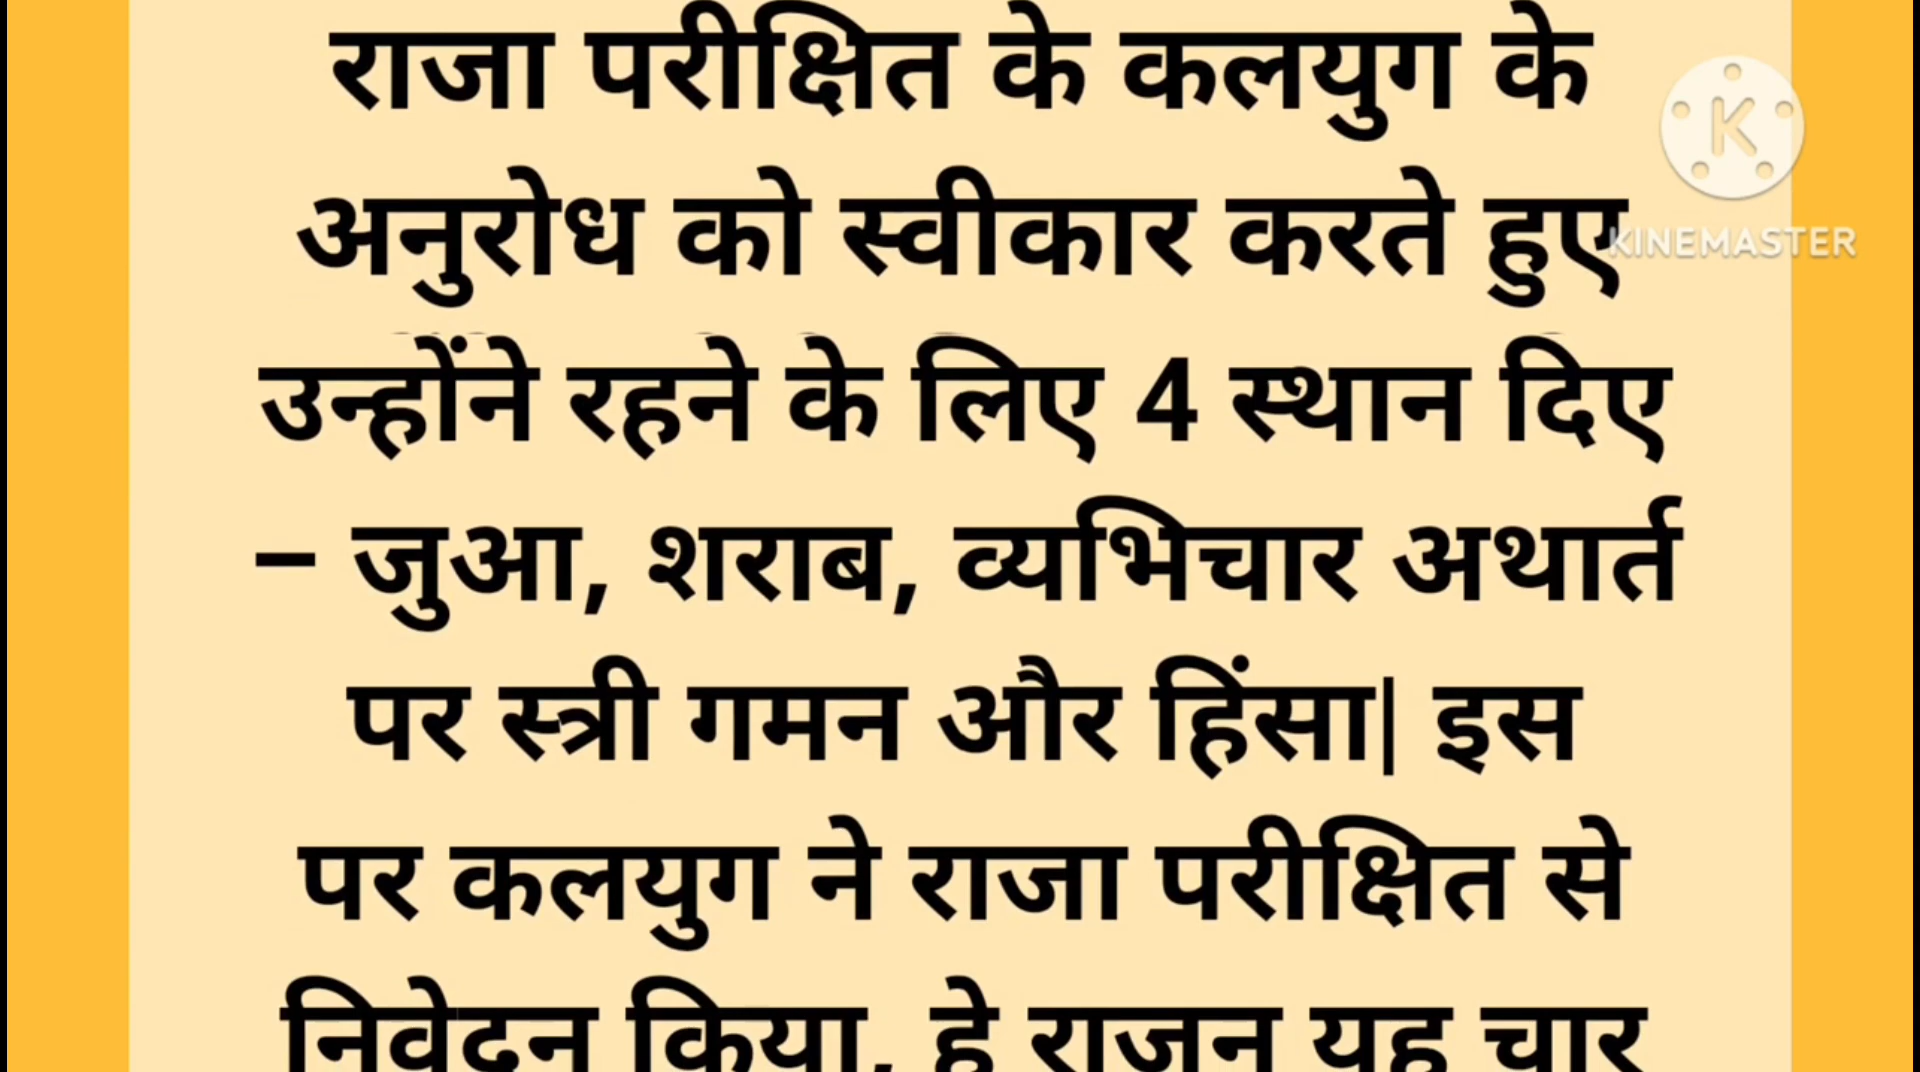 राजा परीक्षित के कलयुग के
K
अनुरोध को स्वीकार करते हुए
KINEMASTER
उन्होंने रहने के लिए 4 स्थान दिए
– जुआ, शराब, व्यभिचार अथार्त
पर स्त्री गमन और हिंसा| इस
पर कलयुग ने राजा परीक्षित से
निवेदन किया, हे राजन यह चार